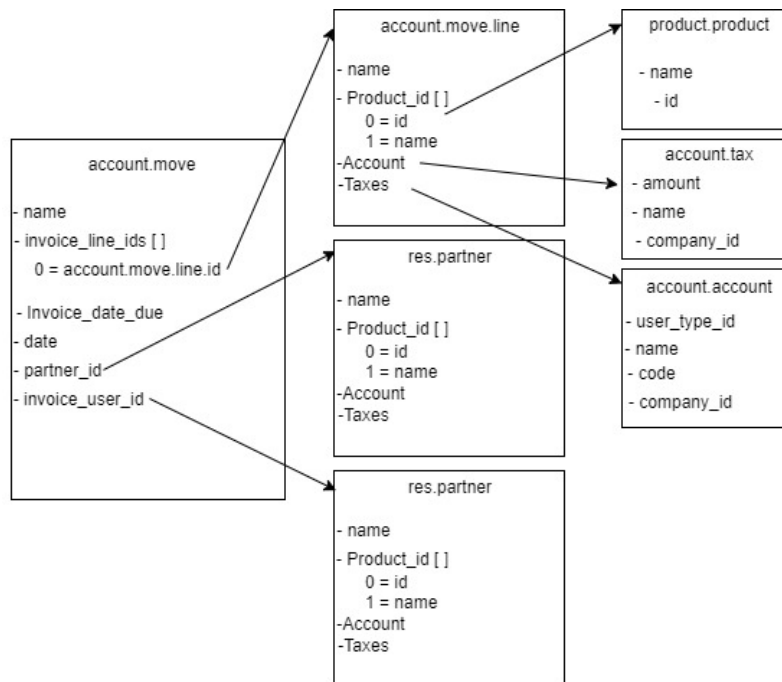 account.move
- name
- invoice_line_ids [ ]
0 = account.move.line.id
- Invoice_date_due
- date
- partner_id
- invoice_user_id
account.move.line
- name
- Product_id [ ]
0 = id
1 = name
-Account
-Taxes
res.partner
- name
- Product_id [ ]
0 = id
1 = name
-Account
-Taxes
res.partner
- name
- Product_id [ ]
0 = id
1 = name
-Account
-Taxes
product.product
- name
- id
account.tax
- amount
- name
- company_id
account.account
- user_type_id
- name
- code
- company_id